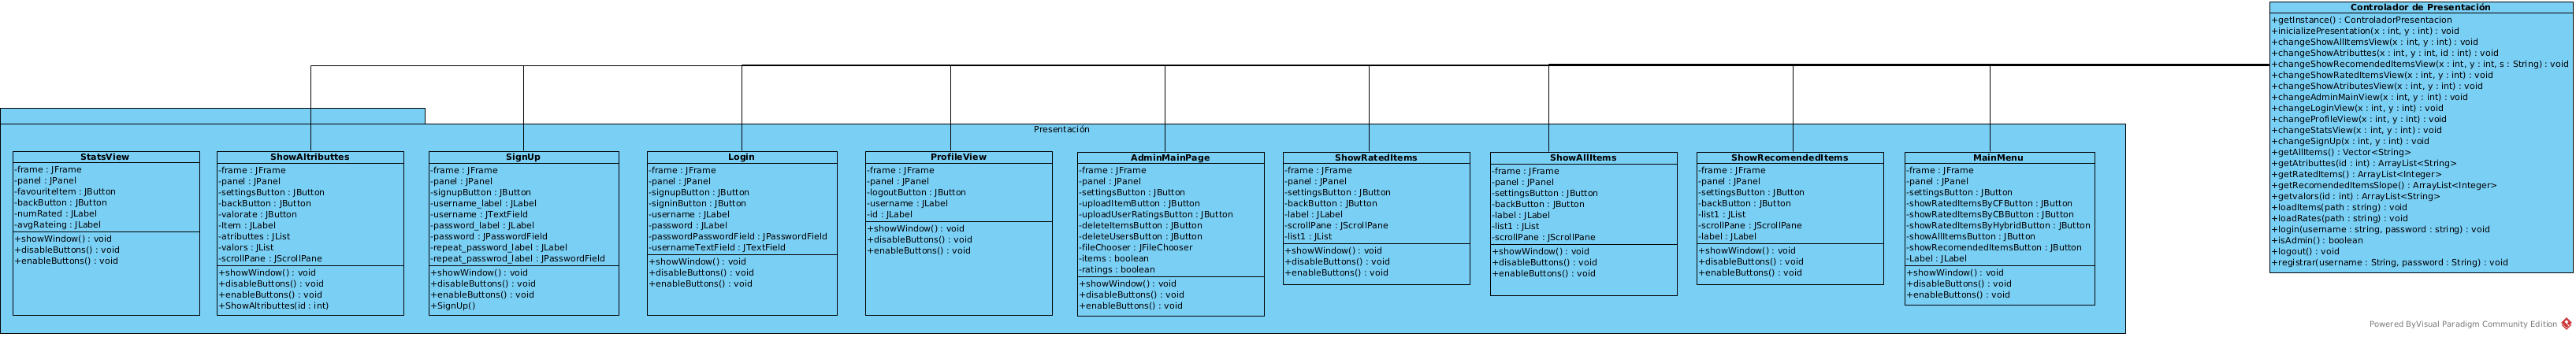 Controlador de Presentación
+getInstance() : ControladorPresentacion
+inicializePresentation(x : int, y : int) : void
+changeShowAllItemsView(x : int, y : int) : void
+changeShowAtributtes(x : int, y : int, id : int) : void
+changeShowRecomendedItemsView(x : int, y : int, s : String) : void
+changeShowRatedItemsView(x : int, y : int) : void
+changeShowAtributesView(x : int, y : int) : void
+changeAdminMainView(x : int, y : int) : void
+changeLoginView(x : int, y : int) : void
+changeProfileView(x : int, y : int) : void
+changeStatsView(x : int, y : int) : void
+changeSignUp(x : int, y : int) : void
+getAllItems() : Vector<String>
+getAtributtes(id : int) : ArrayList<String>
+getRatedItems() : ArrayList<Integer>
+getRecomendedItemsSlope() : ArrayList<Integer>
+getvalors(id : int) : ArrayList<String>
+loadItems(path : string) : void
+loadRates(path : string) : void
+login(username : string, password : string) : void
+isAdmin() : boolean
+logout() : void
+registrar(username : String, password : String) : void
Presentación
StatsView
-frame : JFrame
-panel : JPanel
-favouriteItem : JButton
-backButton : JButton
-numRated : JLabel
-avgRateing : JLabel
+showWindow() : void
+disableButtons() : void
+enableButtons() : void
ShowAltributtes
-frame : JFrame
-panel : JPanel
-settingsButton : JButton
-backButton : JButton
-valorate : JButton
-Item : JLabel
-atributtes : JList
-valors : JList
-scrollPane : JScrollPane
+showWindow() : void
+disableButtons() : void
+enableButtons() : void
+ShowAltributtes(id : int)
SignUp
-frame : JFrame
-panel : JPanel
-signupButton : JButton
-username_label : JLabel
-username : JTextField
-password_label : JLabel
-password : JPasswordField
-repeat_password_label : JLabel
-repeat_passwrod_label : JPasswordField
+showWindow() : void
+disableButtons() : void
+enableButtons() : void
+SignUp()
Login
-frame : JFrame
-panel : JPanel
-signupButton : JButton
-signinButton : JButton
-username : JLabel
-password : JLabel
-passwordPasswordField : JPasswordField
-usernameTextField : JTextField
+showWindow() : void
+disableButtons() : void
+enableButtons() : void
ProfileView
-frame : JFrame
-panel : JPanel
-logoutButton : JButton
-username : JLabel
-id : JLabel
+showWindow() : void
+disableButtons() : void
+enableButtons() : void
AdminMainPage
-frame : JFrame
-panel : JPanel
-settingsButton : JButton
-uploadItemButton : JButton
-uploadUserRatingsButton : JButton
-deleteItemsButton : JButton
-deleteUsersButton : JButton
-fileChooser : JFileChooser
-items : boolean
-ratings : boolean
+showWindow() : void
+disableButtons() : void
+enableButtons() : void
ShowRatedItems
-frame : JFrame
-panel : JPanel
-settingsButton : JButton
-backButton : JButton
-label : JLabel
-scrollPane : JScrollPane
-list1 : JList
+showWindow() : void
+disableButtons() : void
+enableButtons() : void
ShowAllItems
-frame : JFrame
-panel : JPanel
-settingsButton : JButton
-backButton : JButton
-label : JLabel
-list1 : JList
-scrollPane : JScrollPane
+showWindow() : void
+disableButtons() : void
+enableButtons() : void
ShowRecomendedItems
-frame : JFrame
-panel : JPanel
-settingsButton : JButton
-backButton : JButton
-list1 : JList
-scrollPane : JScrollPane
-label : JLabel
+showWindow() : void
+disableButtons() : void
+enableButtons() : void
MainMenu
-frame : JFrame
-panel : JPanel
-settingsButton : JButton
-showRatedItemsByCFButton : JButton
-showRatedItemsByCBButton : JButton
-showRatedItemsByHybridButton : JButton
-showAllItemsButton : JButton
-showRecomendedItemsButton : JButton
-Label : JLabel
+showWindow() : void
+disableButtons() : void
+enableButtons() : void
Powered ByVisual Paradigm Community Edition